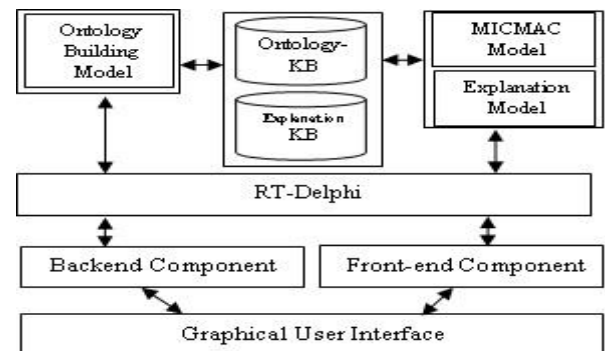 Ontology
Building
Model
Ontology-
KB
Explanation
KB
MICMAC
Model
Explanation
Model
RT-Delphi
Backend Component
Front-end Component
Graphical User Interface